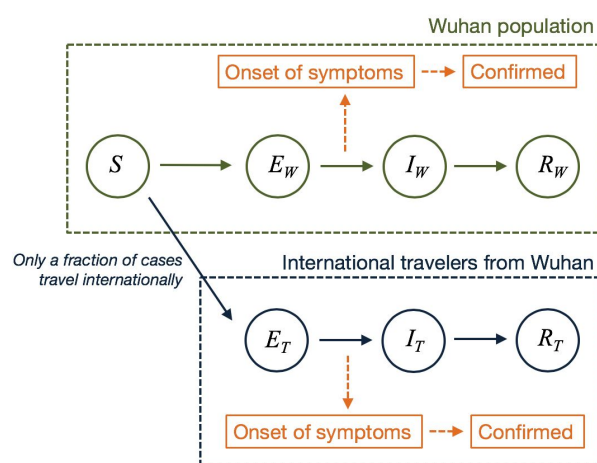 Wuhan population
Onset of symptoms
Confirmed
S
E_W
I_W
R_W
Only a fraction of cases
travel internationally
International travelers from Wuhan
E_T
I_T
R_T
Onset of symptoms
Confirmed